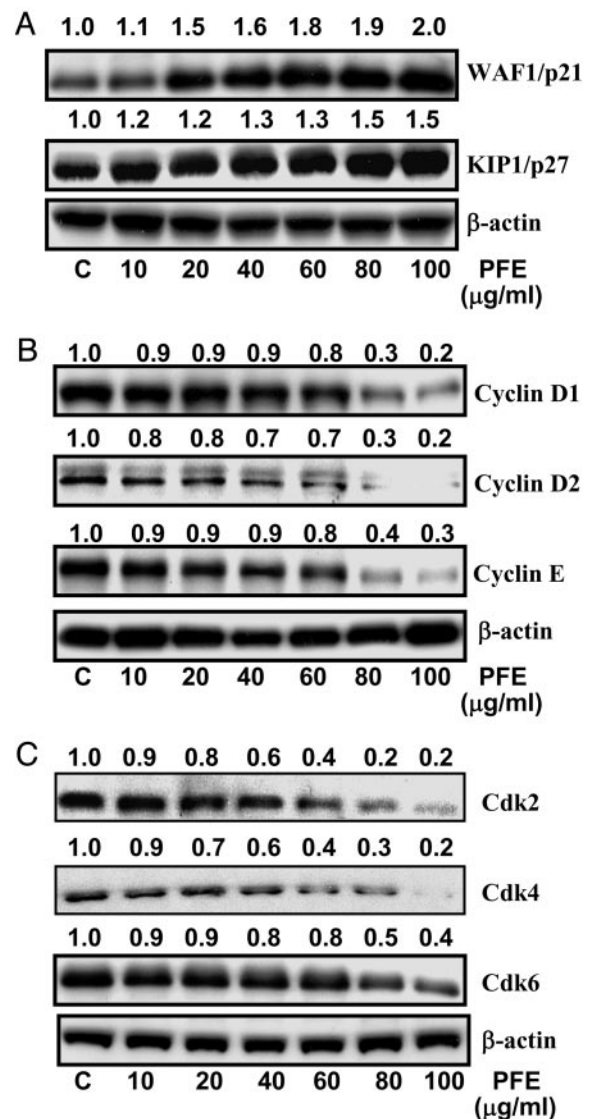 A
1.0 1.1 1.5 1.6 1.8 1.9 2.0
WAF1/p21
1.0 1.2 1.2 1.3 1.3 1.5 1.5
KIP1/p27
β-actin
C 10 20 40 60 80 100 PFE
(μg/ml)
B
1.0 0.9 0.9 0.9 0.8 0.3 0.2
Cyclin D1
1.0 0.8 0.8 0.7 0.7 0.3 0.2
Cyclin D2
1.0 0.9 0.9 0.9 0.8 0.4 0.3
Cyclin E
β-actin
C 10 20 40 60 80 100 PFE
(μg/ml)
C
1.0 0.9 0.8 0.6 0.4 0.2 0.2
Cdk2
1.0 0.9 0.7 0.6 0.4 0.3 0.2
Cdk4
1.0 0.9 0.9 0.8 0.8 0.5 0.4
Cdk6
β-actin
C 10 20 40 60 80 100 PFE
(μg/ml)